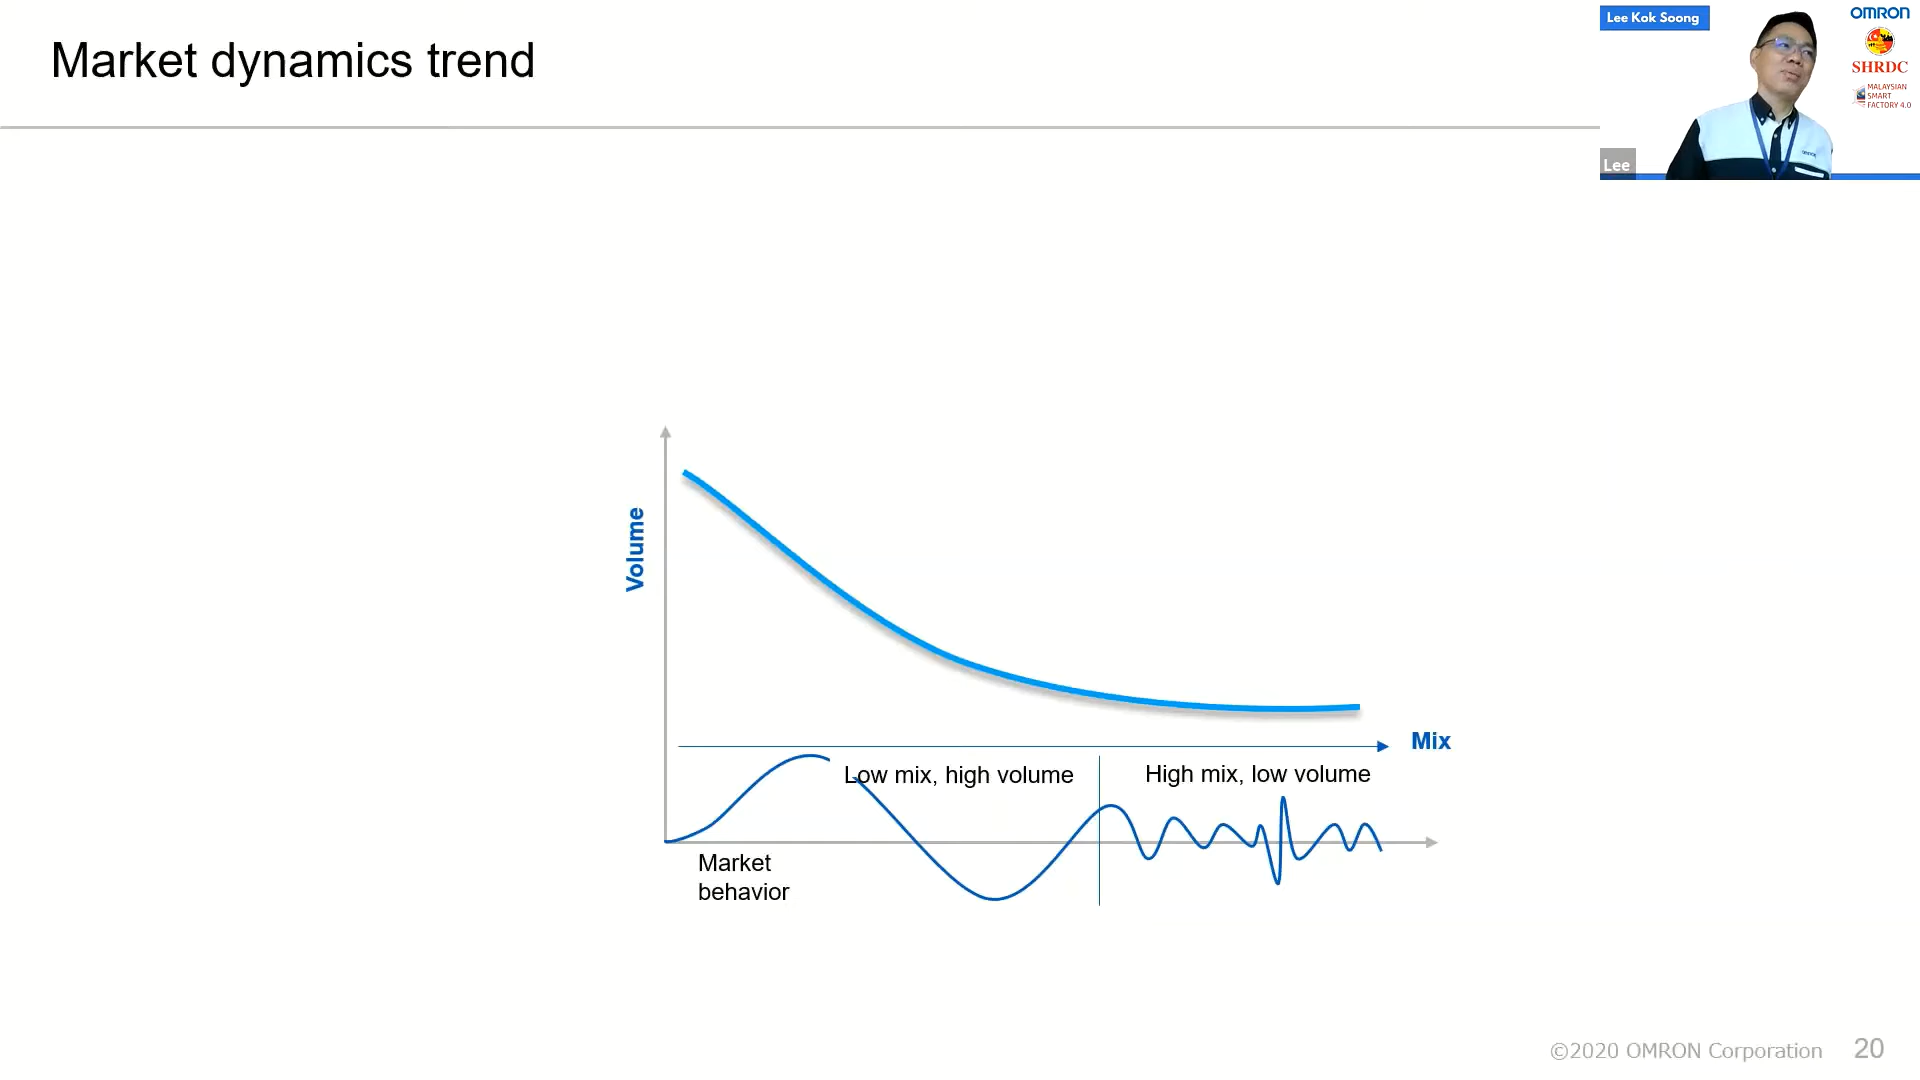 Market dynamics trend
Lee Kok Soong
OMRON
SHRDC
MALAYSIAN
SMART
FACTORY 4.0
Lee
Volume
Mix
Low mix, high volume
High mix, low volume
Market
behavior
©2020 OMRON Corporation
20